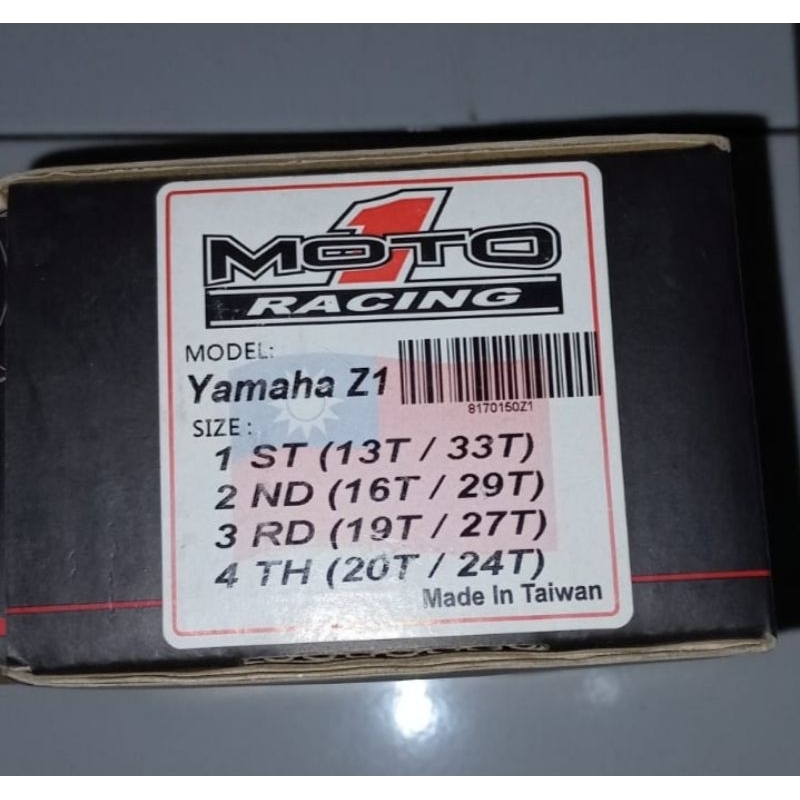 MOTO 1
RACING
MODEL:
Yamaha Z1
8170150Z1
SIZE :
1 ST (13T / 33T)
2 ND (16T / 29T)
3 RD (19T / 27T)
4 TH (20T / 24T)
Made In Taiwan